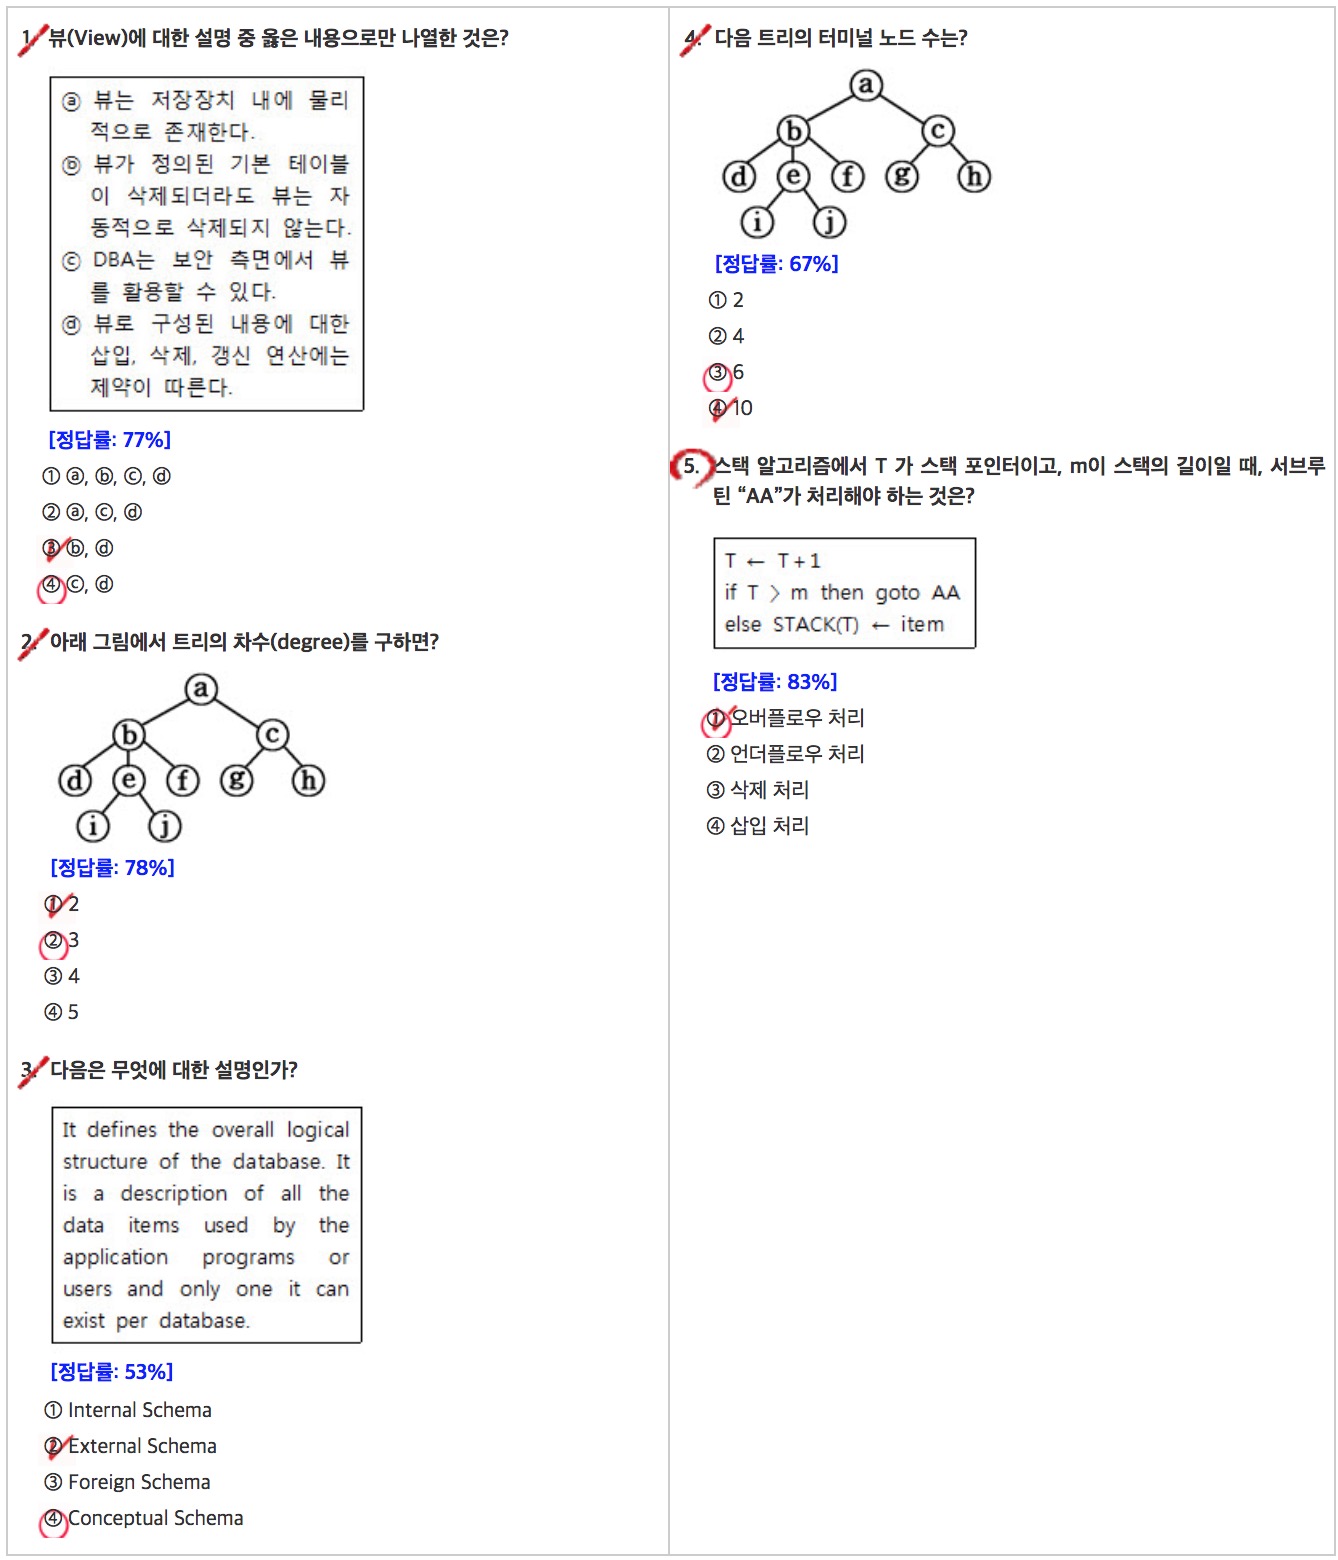 1. 뷰(View)에 대한 설명 중 옳은 내용으로만 나열한 것은?
ⓐ 뷰는 저장장치 내에 물리
적으로 존재한다.
ⓑ 뷰가 정의된 기본 테이블
이 삭제되더라도 뷰는 자
동적으로 삭제되지 않는다.
ⓒ DBA는 보안 측면에서 뷰
를 활용할 수 있다.
ⓓ 뷰로 구성된 내용에 대한
삽입, 삭제, 갱신 연산에는
제약이 따른다.
[정답률: 77%]
① ⓐ, ⓑ, ⓒ, ⓓ
② ⓐ, ⓒ, ⓓ
③ ⓑ, ⓓ
④ ⓒ, ⓓ
2. 아래 그림에서 트리의 차수(degree)를 구하면?
a
b c
d e f g h
i j
[정답률: 78%]
① 2
② 3
③ 4
④ 5
3. 다음은 무엇에 대한 설명인가?
It defines the overall logical
structure of the database. It
is a description of all the
data items used by the
application programs or
users and only one it can
exist per database.
[정답률: 53%]
① Internal Schema
② External Schema
③ Foreign Schema
④ Conceptual Schema
4. 다음 트리의 터미널 노드 수는?
a
b c
d e f g h
i j
[정답률: 67%]
① 2
② 4
③ 6
④ 10
5. 스택 알고리즘에서 T 가 스택 포인터이고, m이 스택의 길이일 때, 서브루
틴 “AA”가 처리해야 하는 것은?
T ← T+1
if T > m then goto AA
else STACK(T) ← item
[정답률: 83%]
① 오버플로우 처리
② 언더플로우 처리
③ 삭제 처리
④ 삽입 처리